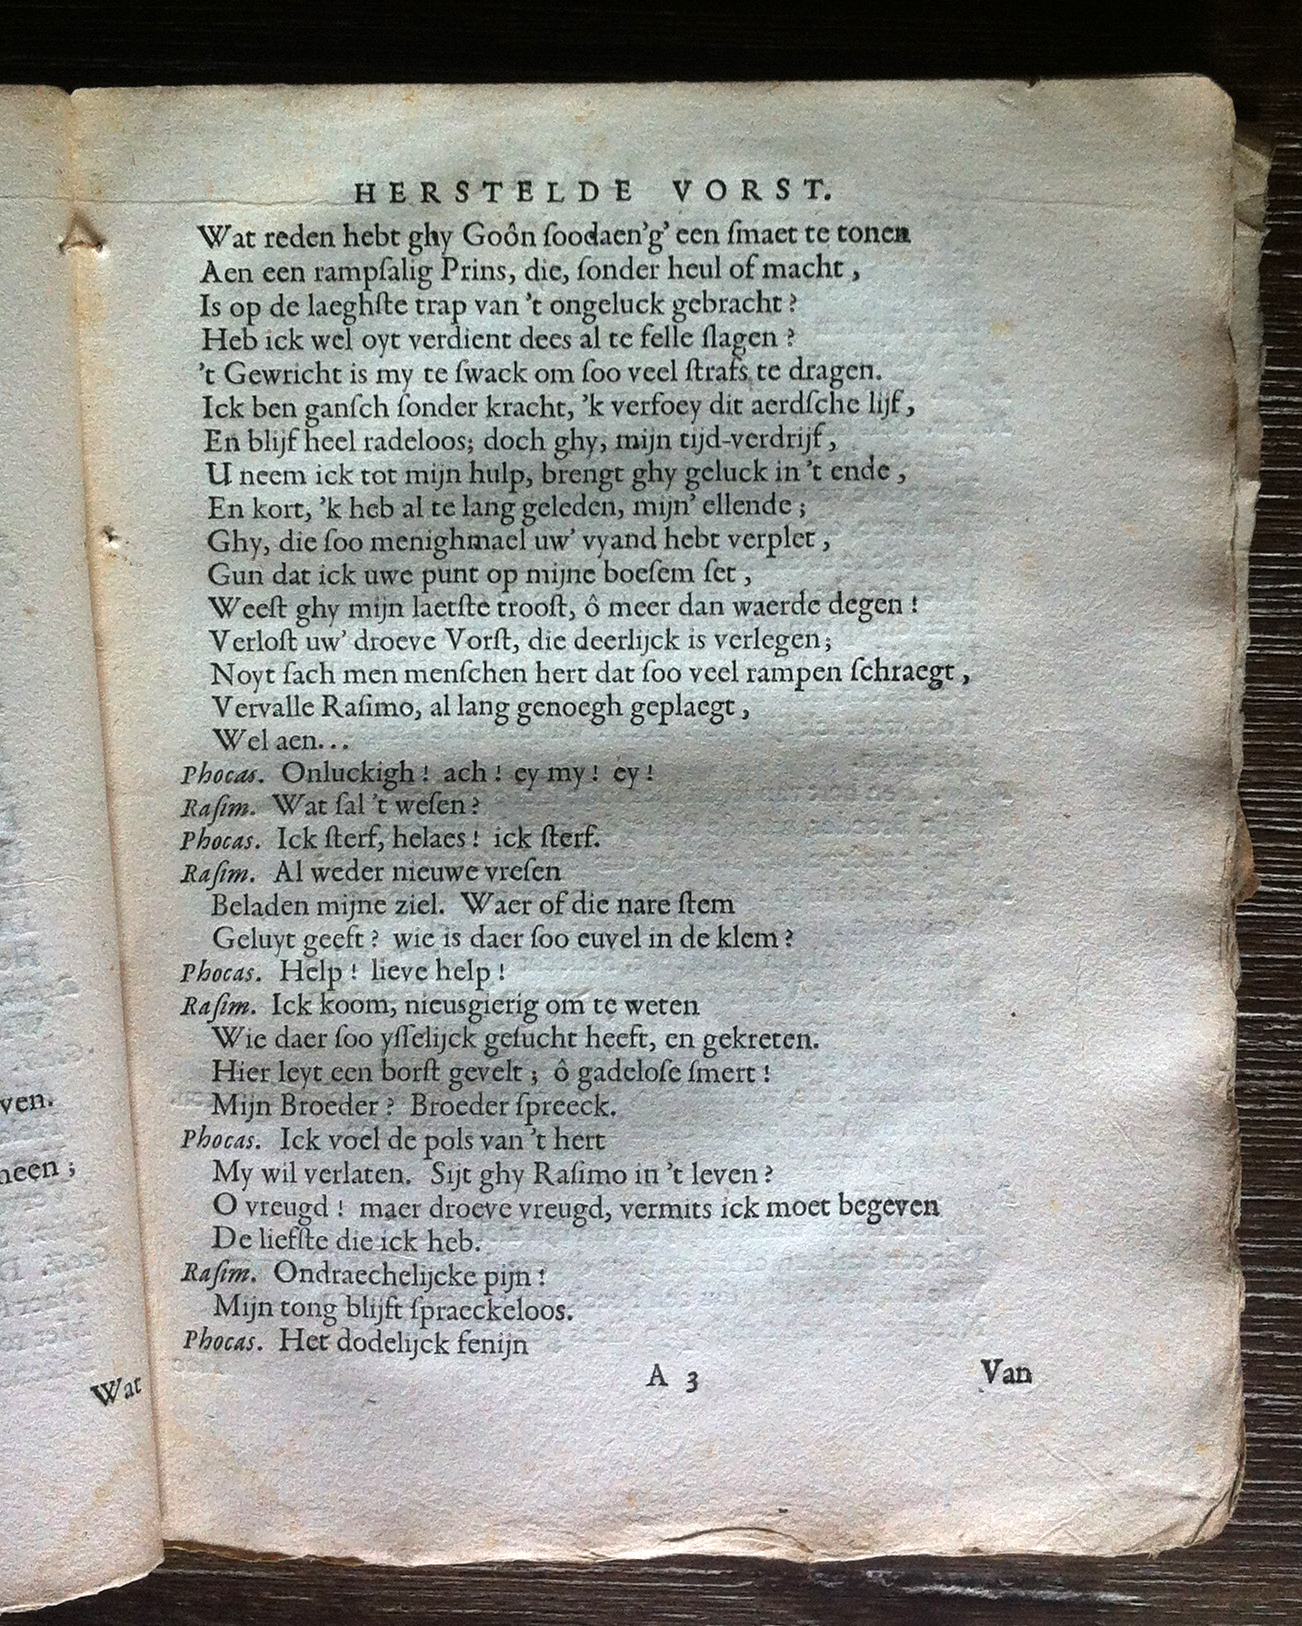 HERSTELDE VORST.
Wat reden hebt ghy Goôn ſoodaen'g' een ſmaet te tonen
Aen een rampſalig Prins, die, ſonder heul of macht,
Is op de laeghſte trap van 't ongeluck gebracht?
Heb ick wel oyt verdient dees al te felle ſlagen?
't Gewricht is my te ſwack om ſoo veel ſtrafs te dragen.
Ick ben ganſch ſonder kracht, 'k verfoey dit aerdſche lijf,
En blijf heel radeloos; doch ghy, mijn tijd-verdrijf,
U neem ick tot mijn hulp, brengt ghy geluck in 't ende,
En kort, 'k heb al te lang geleden, mijn' ellende;
Ghy, die ſoo menighmael uw' vyand hebt verplet,
Gun dat ick uwe punt op mijne boeſem ſet,
Weeſt ghy mijn laetſte trooſt, ô meer dan waerde degen!
Verloſt uw' droeve Vorſt, die deerlijck is verlegen;
Noyt ſach men menſchen hert dat ſoo veel rampen ſchraegt,
Vervalle Raſimo, al lang genoegh geplaegt,
Wel aen...
Phocas. Onluckigh! ach! ey my! ey!
Raſim. Wat ſal 't weſen?
Phocas. Ick ſterf, helaes! ick ſterf.
Raſim. Al weder nieuwe vreſen
Beladen mijne ziel. Waer of die nare ſtem
Geluyt geeft? wie is daer ſoo euvel in de klem?
Phocas. Help! lieve help!
Raſim. Ick koom, nieusgierig om te weten
Wie daer ſoo yſſelijck geſucht heeft, en gekreten.
Hier leyt een borſt gevelt; ô gadeloſe ſmert!
Mijn Broeder? Broeder ſpreeck.
Phocas. Ick voel de pols van 't hert
My wil verlaten. Sijt ghy Raſimo in 't leven?
O vreugd! maer droeve vreugd, vermits ick moet begeven
De liefſte die ick heb.
Raſim. Ondraechelijcke pijn!
Mijn tong blijft ſpraeckeloos.
Phocas. Het dodelijck fenijn
A 3 Van
ven.
neen;
Wat